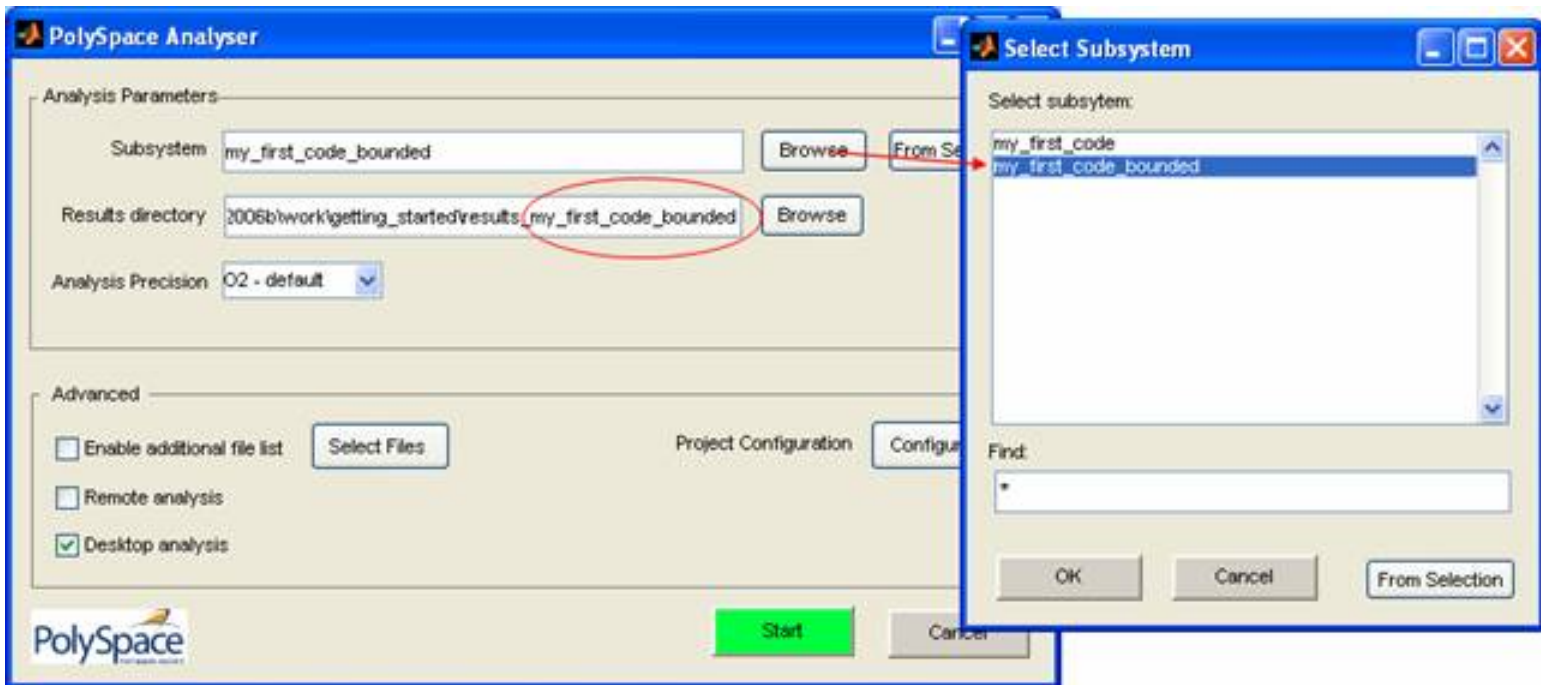 PolySpace Analyser
Analysis Parameters
Subsystem
my_first_code_bounded
Browse
From Se
Results directory
2006b\work\getting_started\results_my_first_code_bounded
Browse
Analysis Precision
O2 - default
Advanced
Enable additional file list
Select Files
Project Configuration
Configur
Remote analysis
Desktop analysis
PolySpace
Start
Cancel
Select Subsystem
Select subsytem:
my_first_code
my_first_code_bounded
Find:
*
OK
Cancel
From Selection